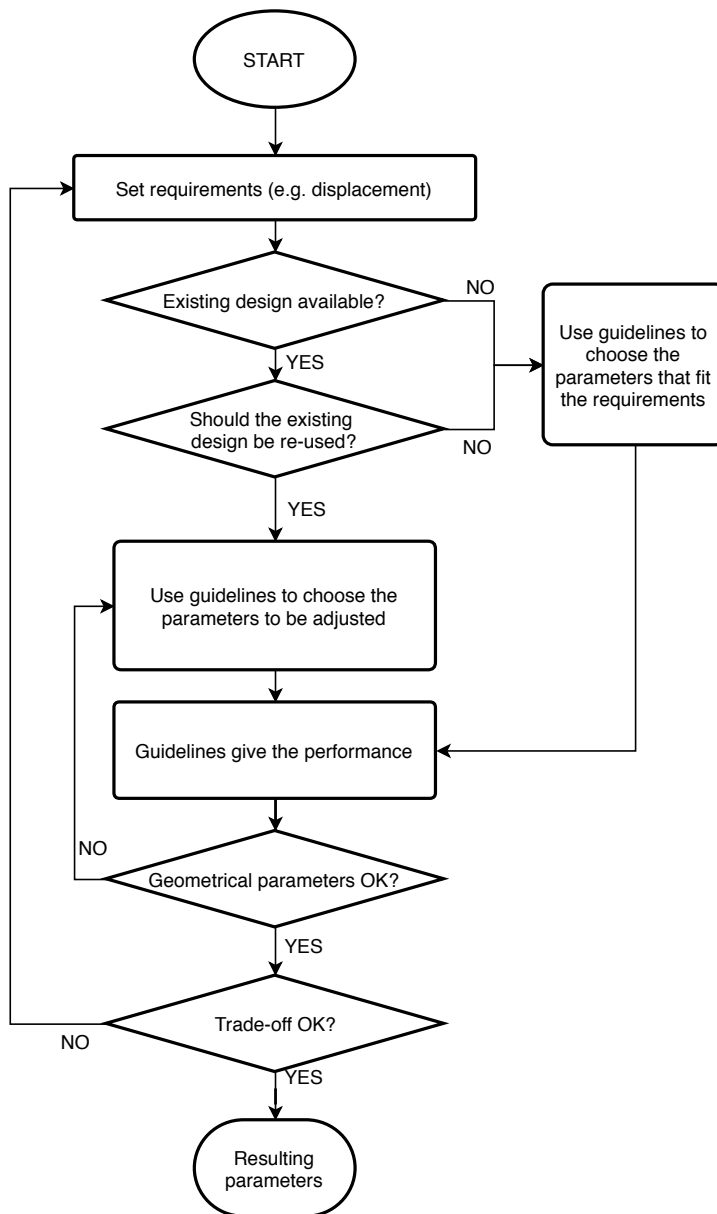 START
Set requirements (e.g. displacement)
Existing design available?
NO
YES
Use guidelines to
choose the
parameters that fit
the requirements
Should the existing
design be re-used?
NO
YES
Use guidelines to choose the
parameters to be adjusted
Guidelines give the performance
NO
Geometrical parameters OK?
YES
Trade-off OK?
NO
YES
Resulting
parameters